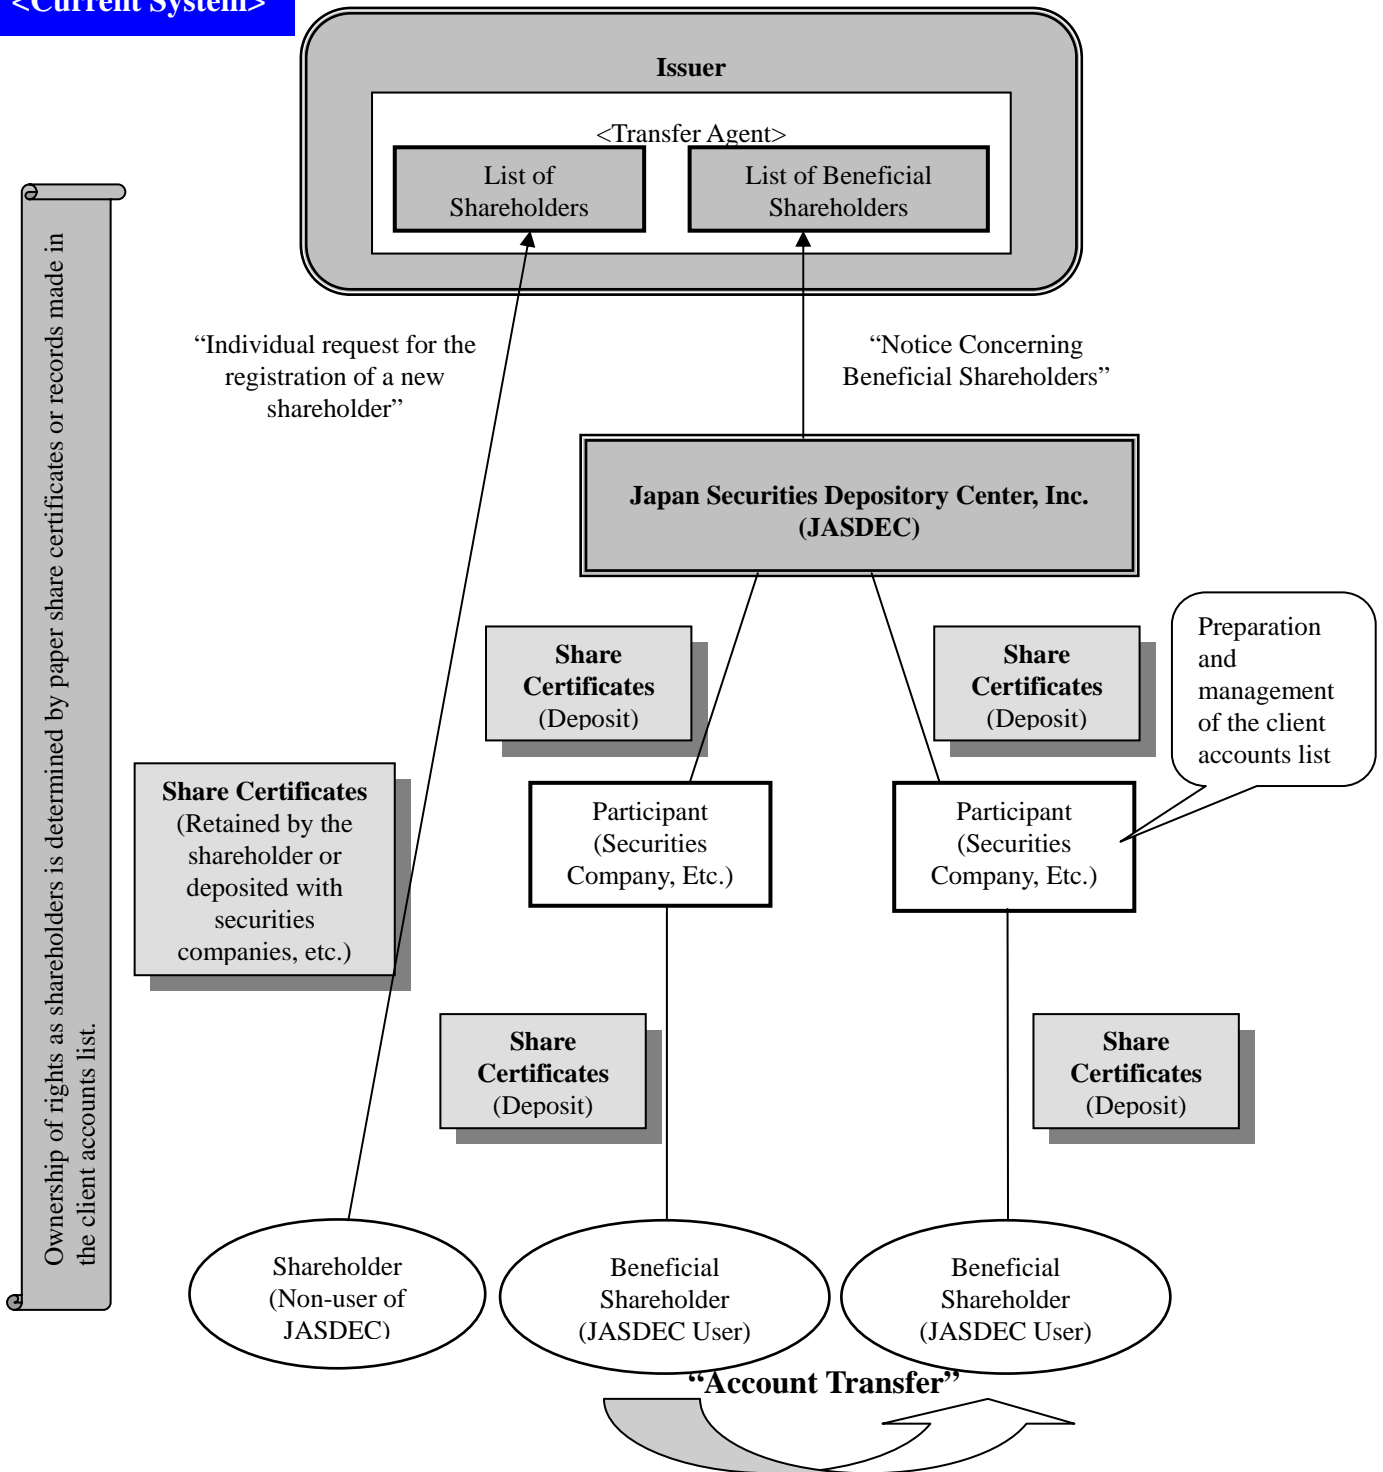 <Current System>
Issuer
<Transfer Agent>
List of
Shareholders
List of Beneficial
Shareholders
“Individual request for the
registration of a new
shareholder”
“Notice Concerning
Beneficial Shareholders”
Japan Securities Depository Center, Inc.
(JASDEC)
Ownership of rights as shareholders is determined by paper share certificates or records made in
the client accounts list.
Share
Certificates
(Deposit)
Share
Certificates
(Deposit)
Preparation
and
management
of the client
accounts list
Share Certificates
(Retained by the
shareholder or
deposited with
securities
companies, etc.)
Participant
(Securities
Company, Etc.)
Participant
(Securities
Company, Etc.)
Share
Certificates
(Deposit)
Share
Certificates
(Deposit)
Shareholder
(Non-user of
JASDEC)
Beneficial
Shareholder
(JASDEC User)
Beneficial
Shareholder
(JASDEC User)
“Account Transfer”